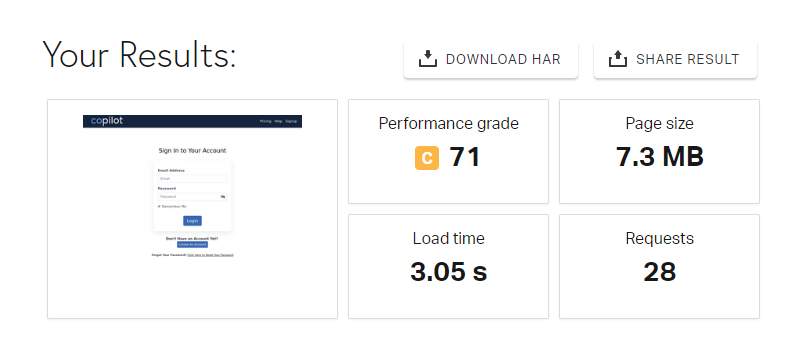 Your Results:
DOWNLOAD HAR
SHARE RESULT
copilot
Pricing Help Signup
Sign In to Your Account
Email Address
Email
Password
Password
Remember Me
Login
Don't Have an Account Yet?
Create An Account
Forgot Your Password? Click Here to Reset Your Password
Performance grade
C 71
Page size
7.3 MB
Load time
3.05 s
Requests
28